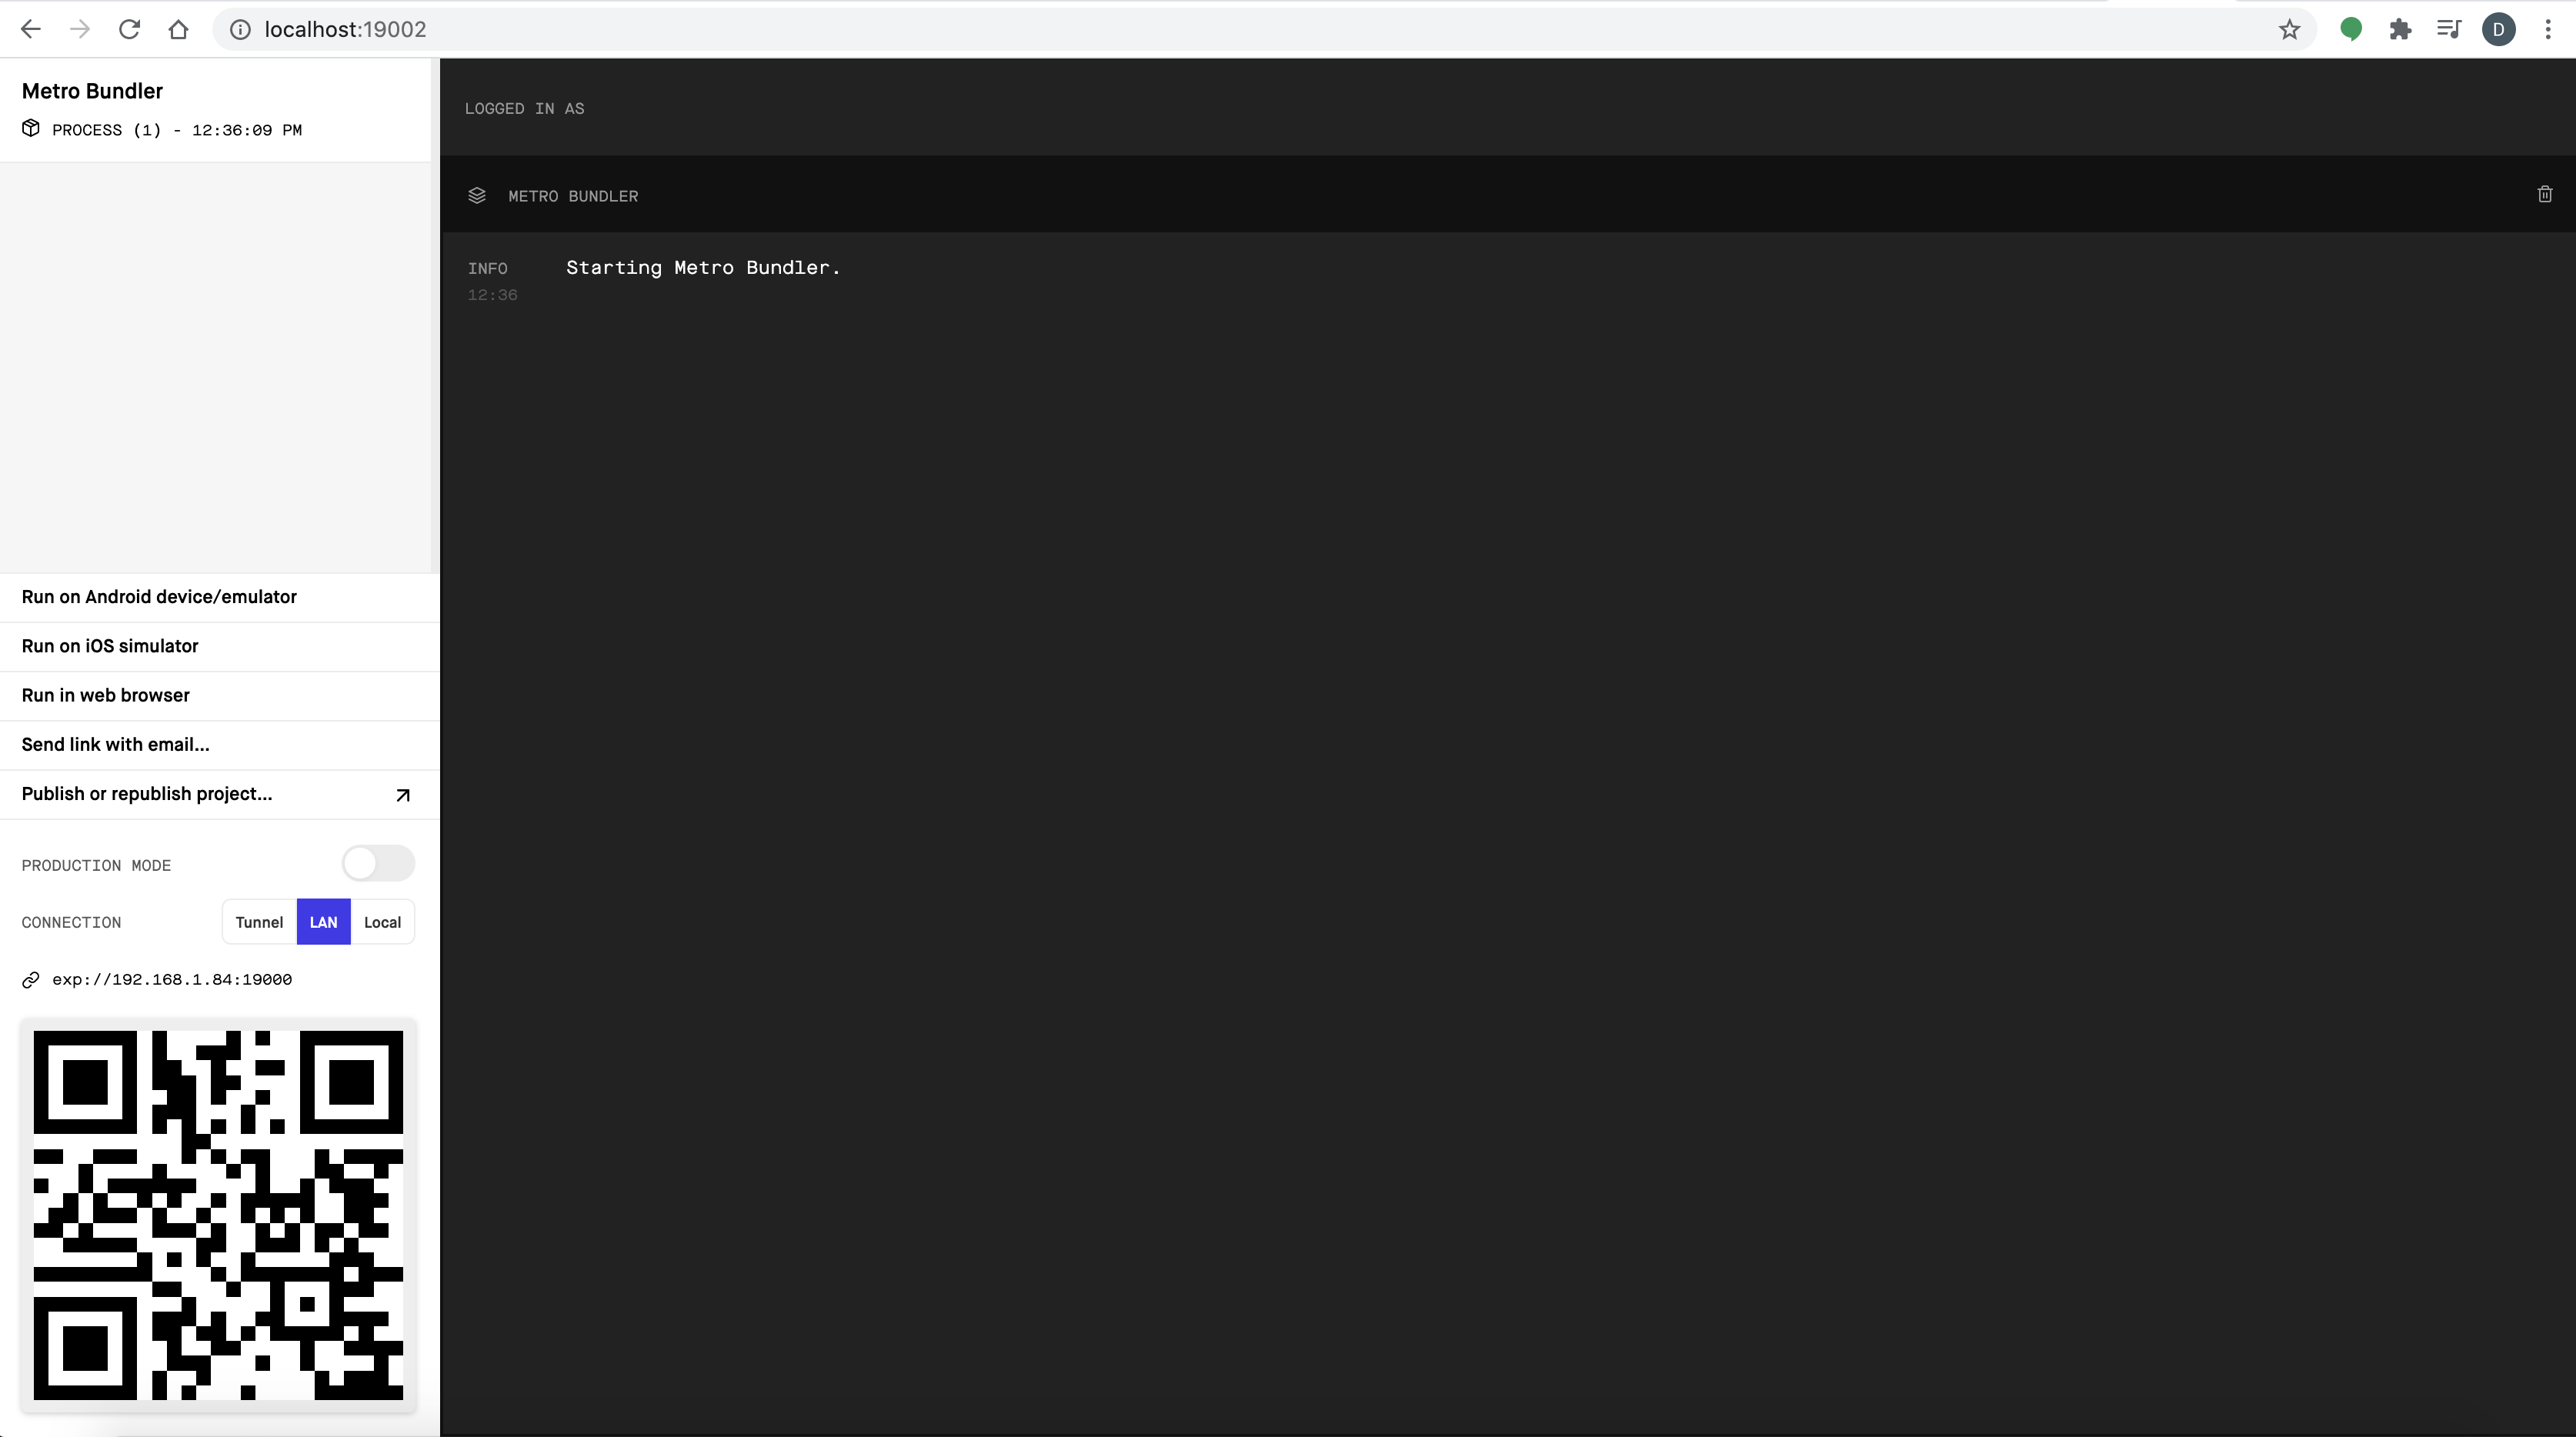 localhost:19002
D
Metro Bundler
PROCESS (1) - 12:36:09 PM
LOGGED IN AS
METRO BUNDLER
INFO
Starting Metro Bundler.
12:36
Run on Android device/emulator
Run on iOS simulator
Run in web browser
Send link with email...
Publish or republish project...
PRODUCTION MODE
CONNECTION
Tunnel LAN Local
exp://192.168.1.84:19000